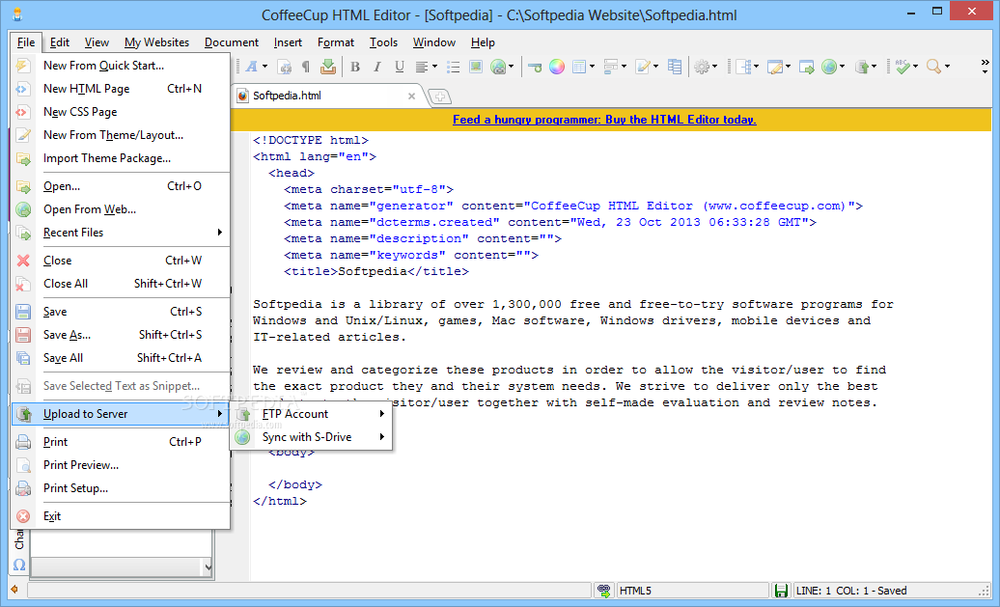 CoffeeCup HTML Editor - [Softpedia] - C:\Softpedia Website\Softpedia.html
File Edit View My Websites Document Insert Format Tools Window Help
New From Quick Start...
New HTML Page Ctrl+N
New CSS Page
New From Theme/Layout...
Import Theme Package...
Open... Ctrl+O
Open From Web...
Recent Files
Close Ctrl+W
Close All Shift+Ctrl+W
Save Ctrl+S
Save As... Shift+Ctrl+S
Save All Shift+Ctrl+A
Save Selected Text as Snippet...
Upload to Server
Print Ctrl+P
Print Preview...
Print Setup...
Exit
FTP Account
Sync with S-Drive
SOFTPEDIA
www.softpedia.com
Cha
A B I U ABC
Softpedia.html
Feed a hungry programmer: Buy the HTML Editor today.
<!DOCTYPE html>
<html lang="en">
<head>
<meta charset="utf-8">
<meta name="generator" content="CoffeeCup HTML Editor (www.coffeecup.com)">
<meta name="dcterms.created" content="Wed, 23 Oct 2013 06:33:28 GMT">
<meta name="description" content="">
<meta name="keywords" content="">
<title>Softpedia</title>
Softpedia is a library of over 1,300,000 free and free-to-try software programs for
Windows and Unix/Linux, games, Mac software, Windows drivers, mobile devices and
IT-related articles.
We review and categorize these products in order to allow the visitor/user to find
the exact product they and their system needs. We strive to deliver only the best
visitor/user together with self-made evaluation and review notes.
<body>
</body>
</html>
HTML5
LINE: 1 COL: 1 - Saved